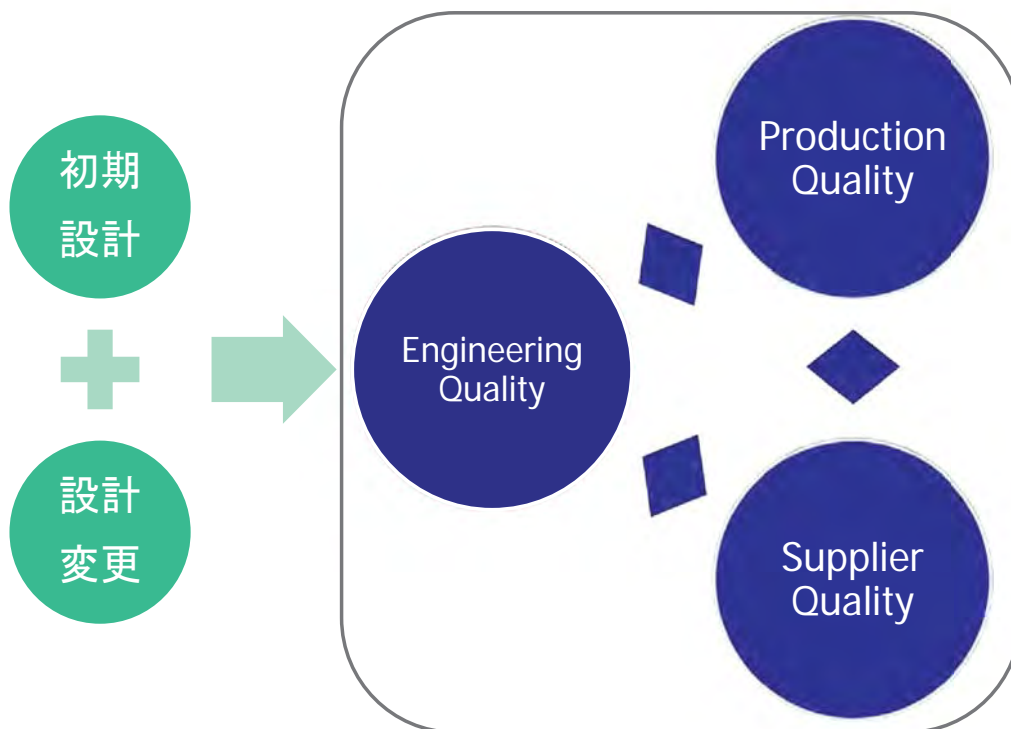 初期
設計
設計
変更
Engineering
Quality
Production
Quality
Supplier
Quality